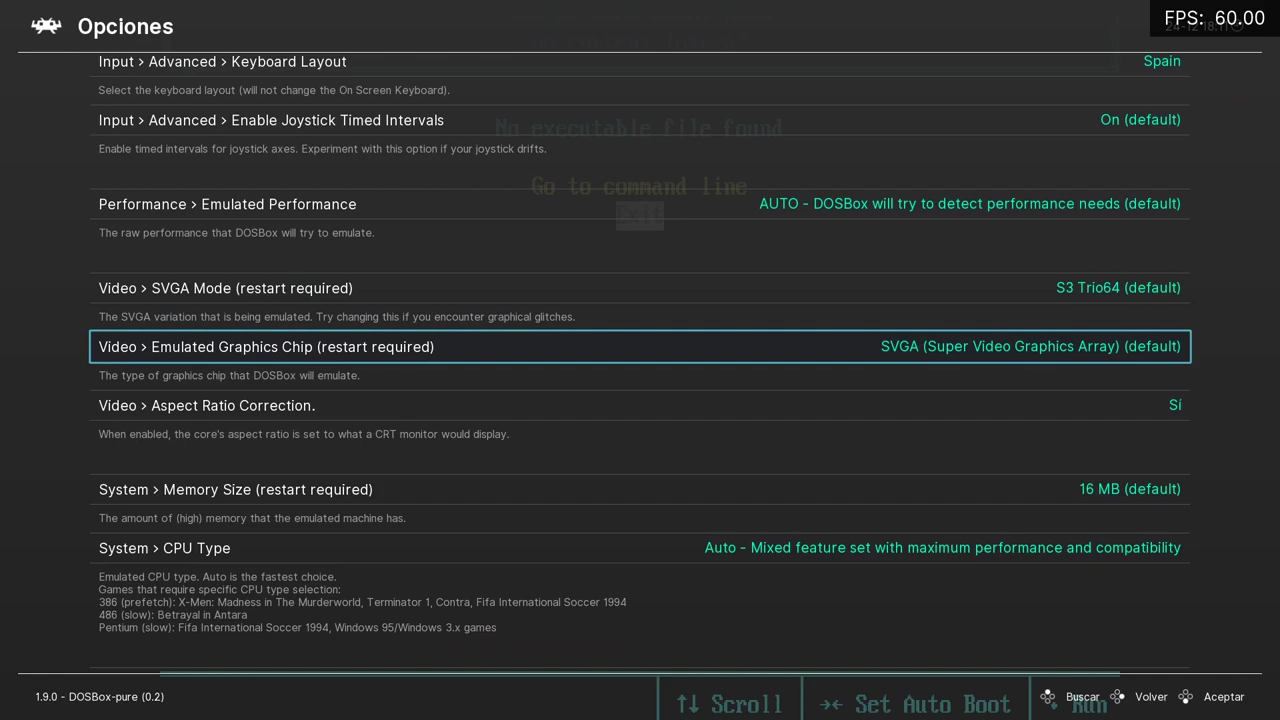 Opciones
FPS: 60.00
24-12 18:11
Input > Advanced > Keyboard Layout Spain
Select the keyboard layout (will not change the On Screen Keyboard).
Input > Advanced > Enable Joystick Timed Intervals On (default)
No executable file found
Enable timed intervals for joystick axes. Experiment with this option if your joystick drifts.
Go to command line
Performance > Emulated Performance AUTO - DOSBox will try to detect performance needs (default)
Exit
The raw performance that DOSBox will try to emulate.
Video > SVGA Mode (restart required) S3 Trio64 (default)
The SVGA variation that is being emulated. Try changing this if you encounter graphical glitches.
Video > Emulated Graphics Chip (restart required) SVGA (Super Video Graphics Array) (default)
The type of graphics chip that DOSBox will emulate.
Video > Aspect Ratio Correction. Sí
When enabled, the core's aspect ratio is set to what a CRT monitor would display.
System > Memory Size (restart required) 16 MB (default)
The amount of (high) memory that the emulated machine has.
System > CPU Type Auto - Mixed feature set with maximum performance and compatibility
Emulated CPU type. Auto is the fastest choice.
Games that require specific CPU type selection:
386 (prefetch): X-Men: Madness in The Murderworld, Terminator 1, Contra, Fifa International Soccer 1994
486 (slow): Betrayal in Antara
Pentium (slow): Fifa International Soccer 1994, Windows 95/Windows 3.x games
1.9.0 - DOSBox-pure (0.2) Buscar Volver Aceptar
↑↓ Scroll →← Set Auto Boot Run